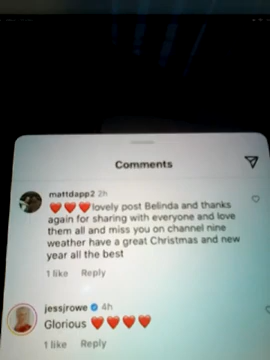 Comments
mattdapp2 2h
❤️❤️❤️lovely post Belinda and thanks
again for sharing with everyone and love
them all and miss you on channel nine
weather have a great Christmas and new
year all the best
1 like Reply
jessjrowe 4h
Glorious ❤️❤️❤️❤️
1 like Reply